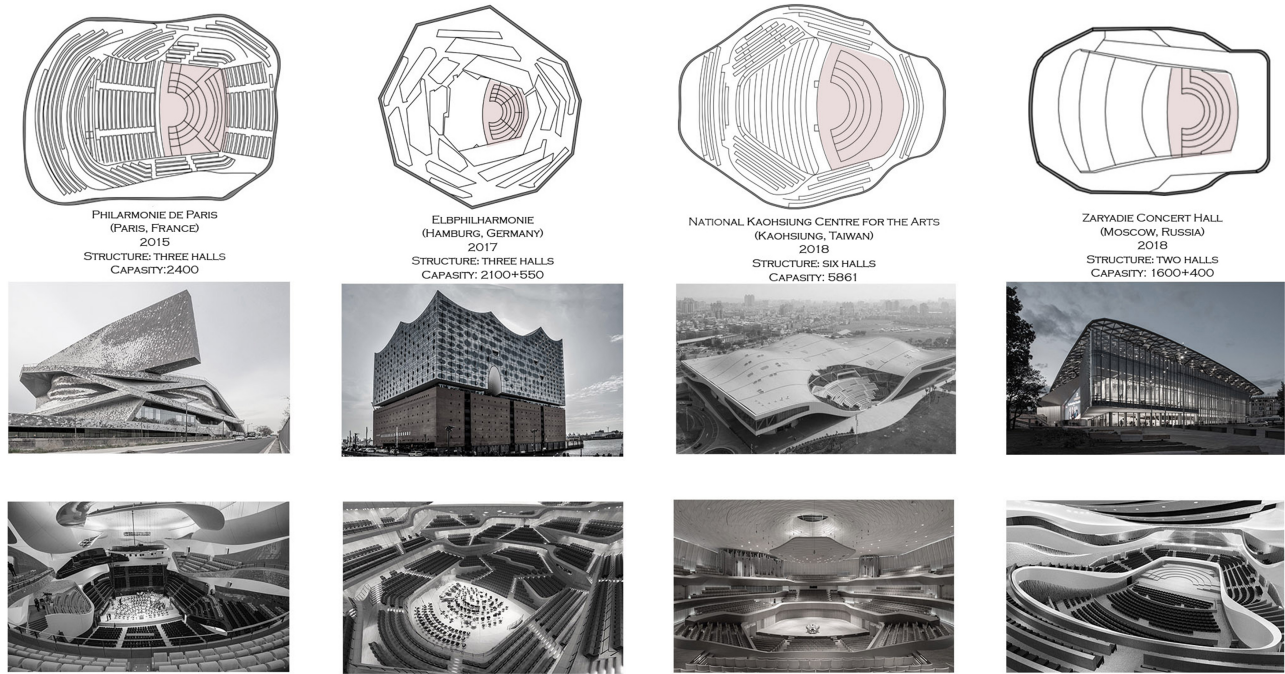 Philarmonie de Paris
(Paris, France)
2015
Structure: three halls
Capasity:2400
Elbphilharmonie
(Hamburg, Germany)
2017
Structure: three halls
Capasity: 2100+550
National Kaohsiung Centre for the Arts
(Kaohsiung, Taiwan)
2018
Structure: six halls
Capasity: 5861
Zaryadie Concert Hall
(Moscow, Russia)
2018
Structure: two halls
Capasity: 1600+400